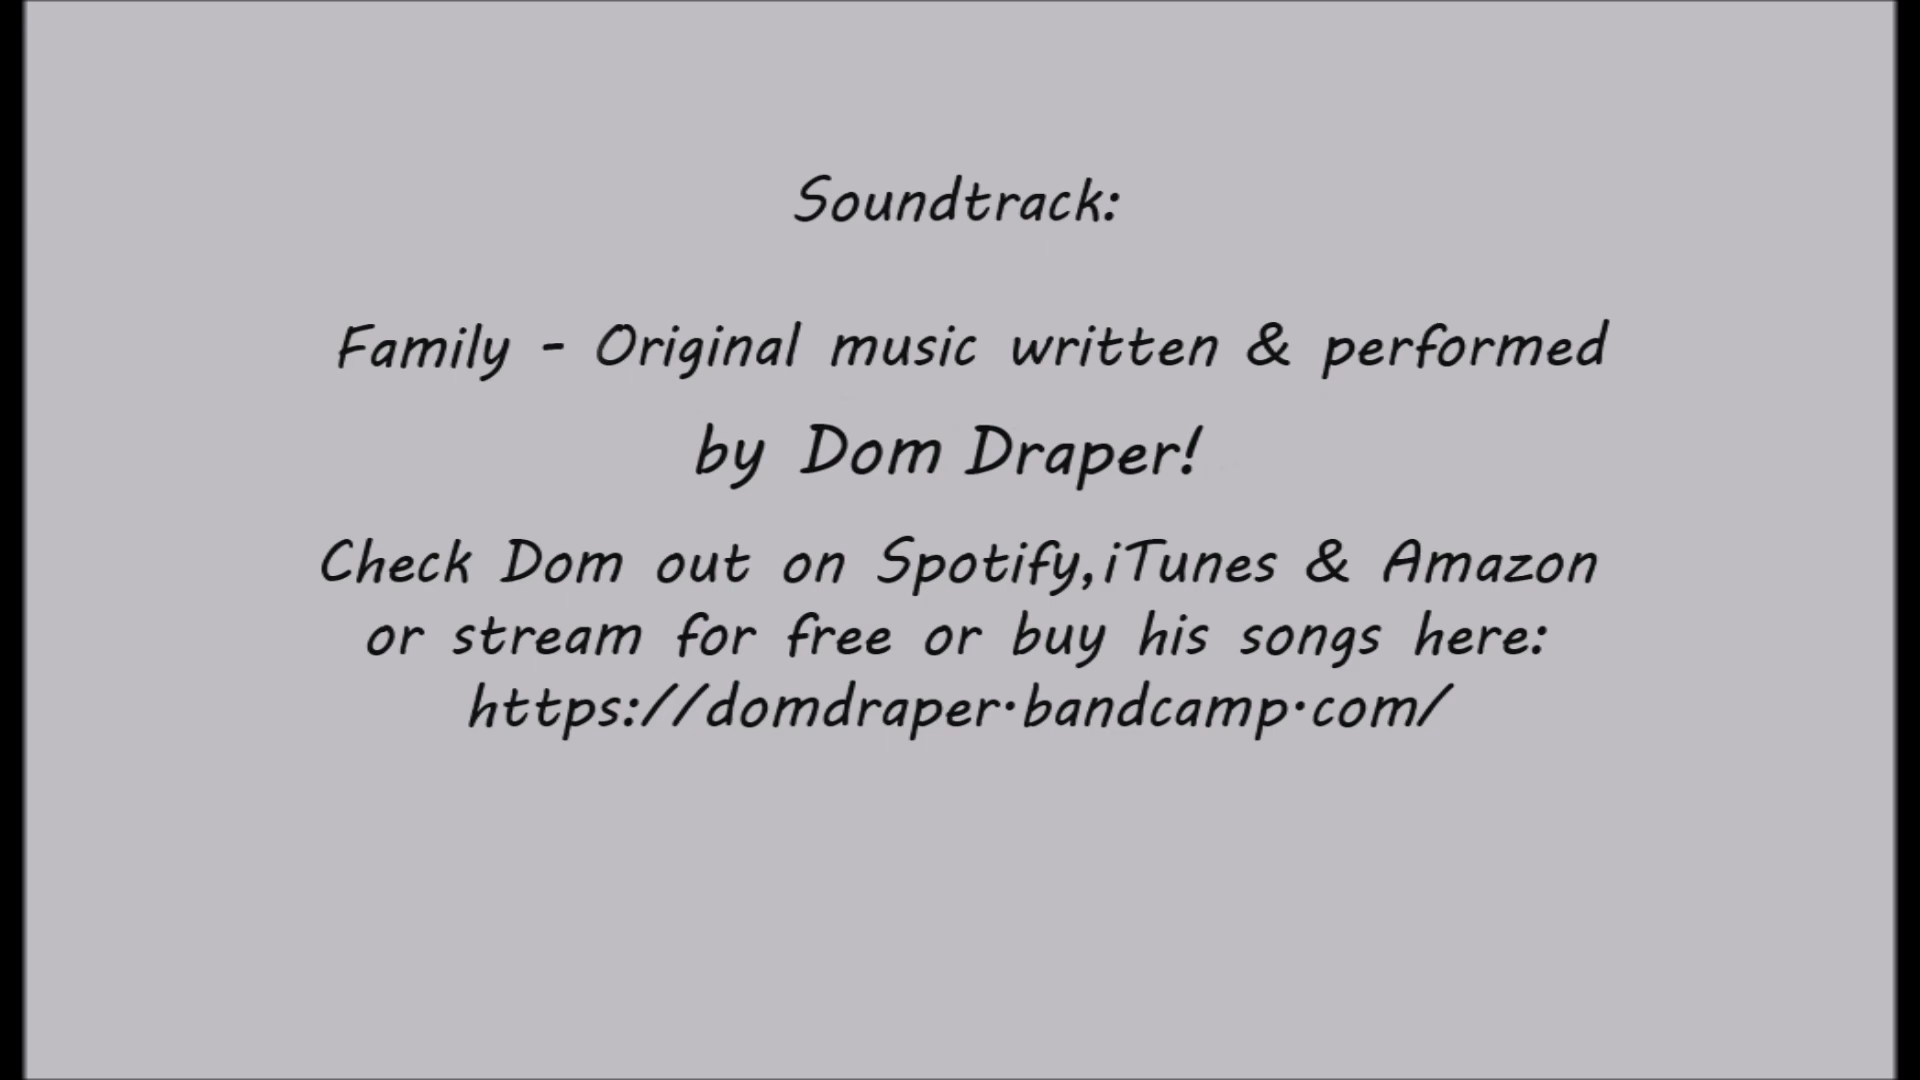 Soundtrack:
Family - Original music written & performed
by Dom Draper!
Check Dom out on Spotify,iTunes & Amazon
or stream for free or buy his songs here:
https://domdraper.bandcamp.com/